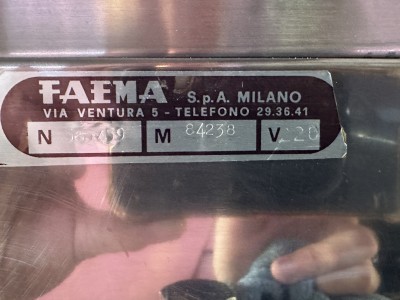 FAEMA S.p.A. MILANO
VIA VENTURA 5 - TELEFONO 29.36.41
N M 84238 V 220